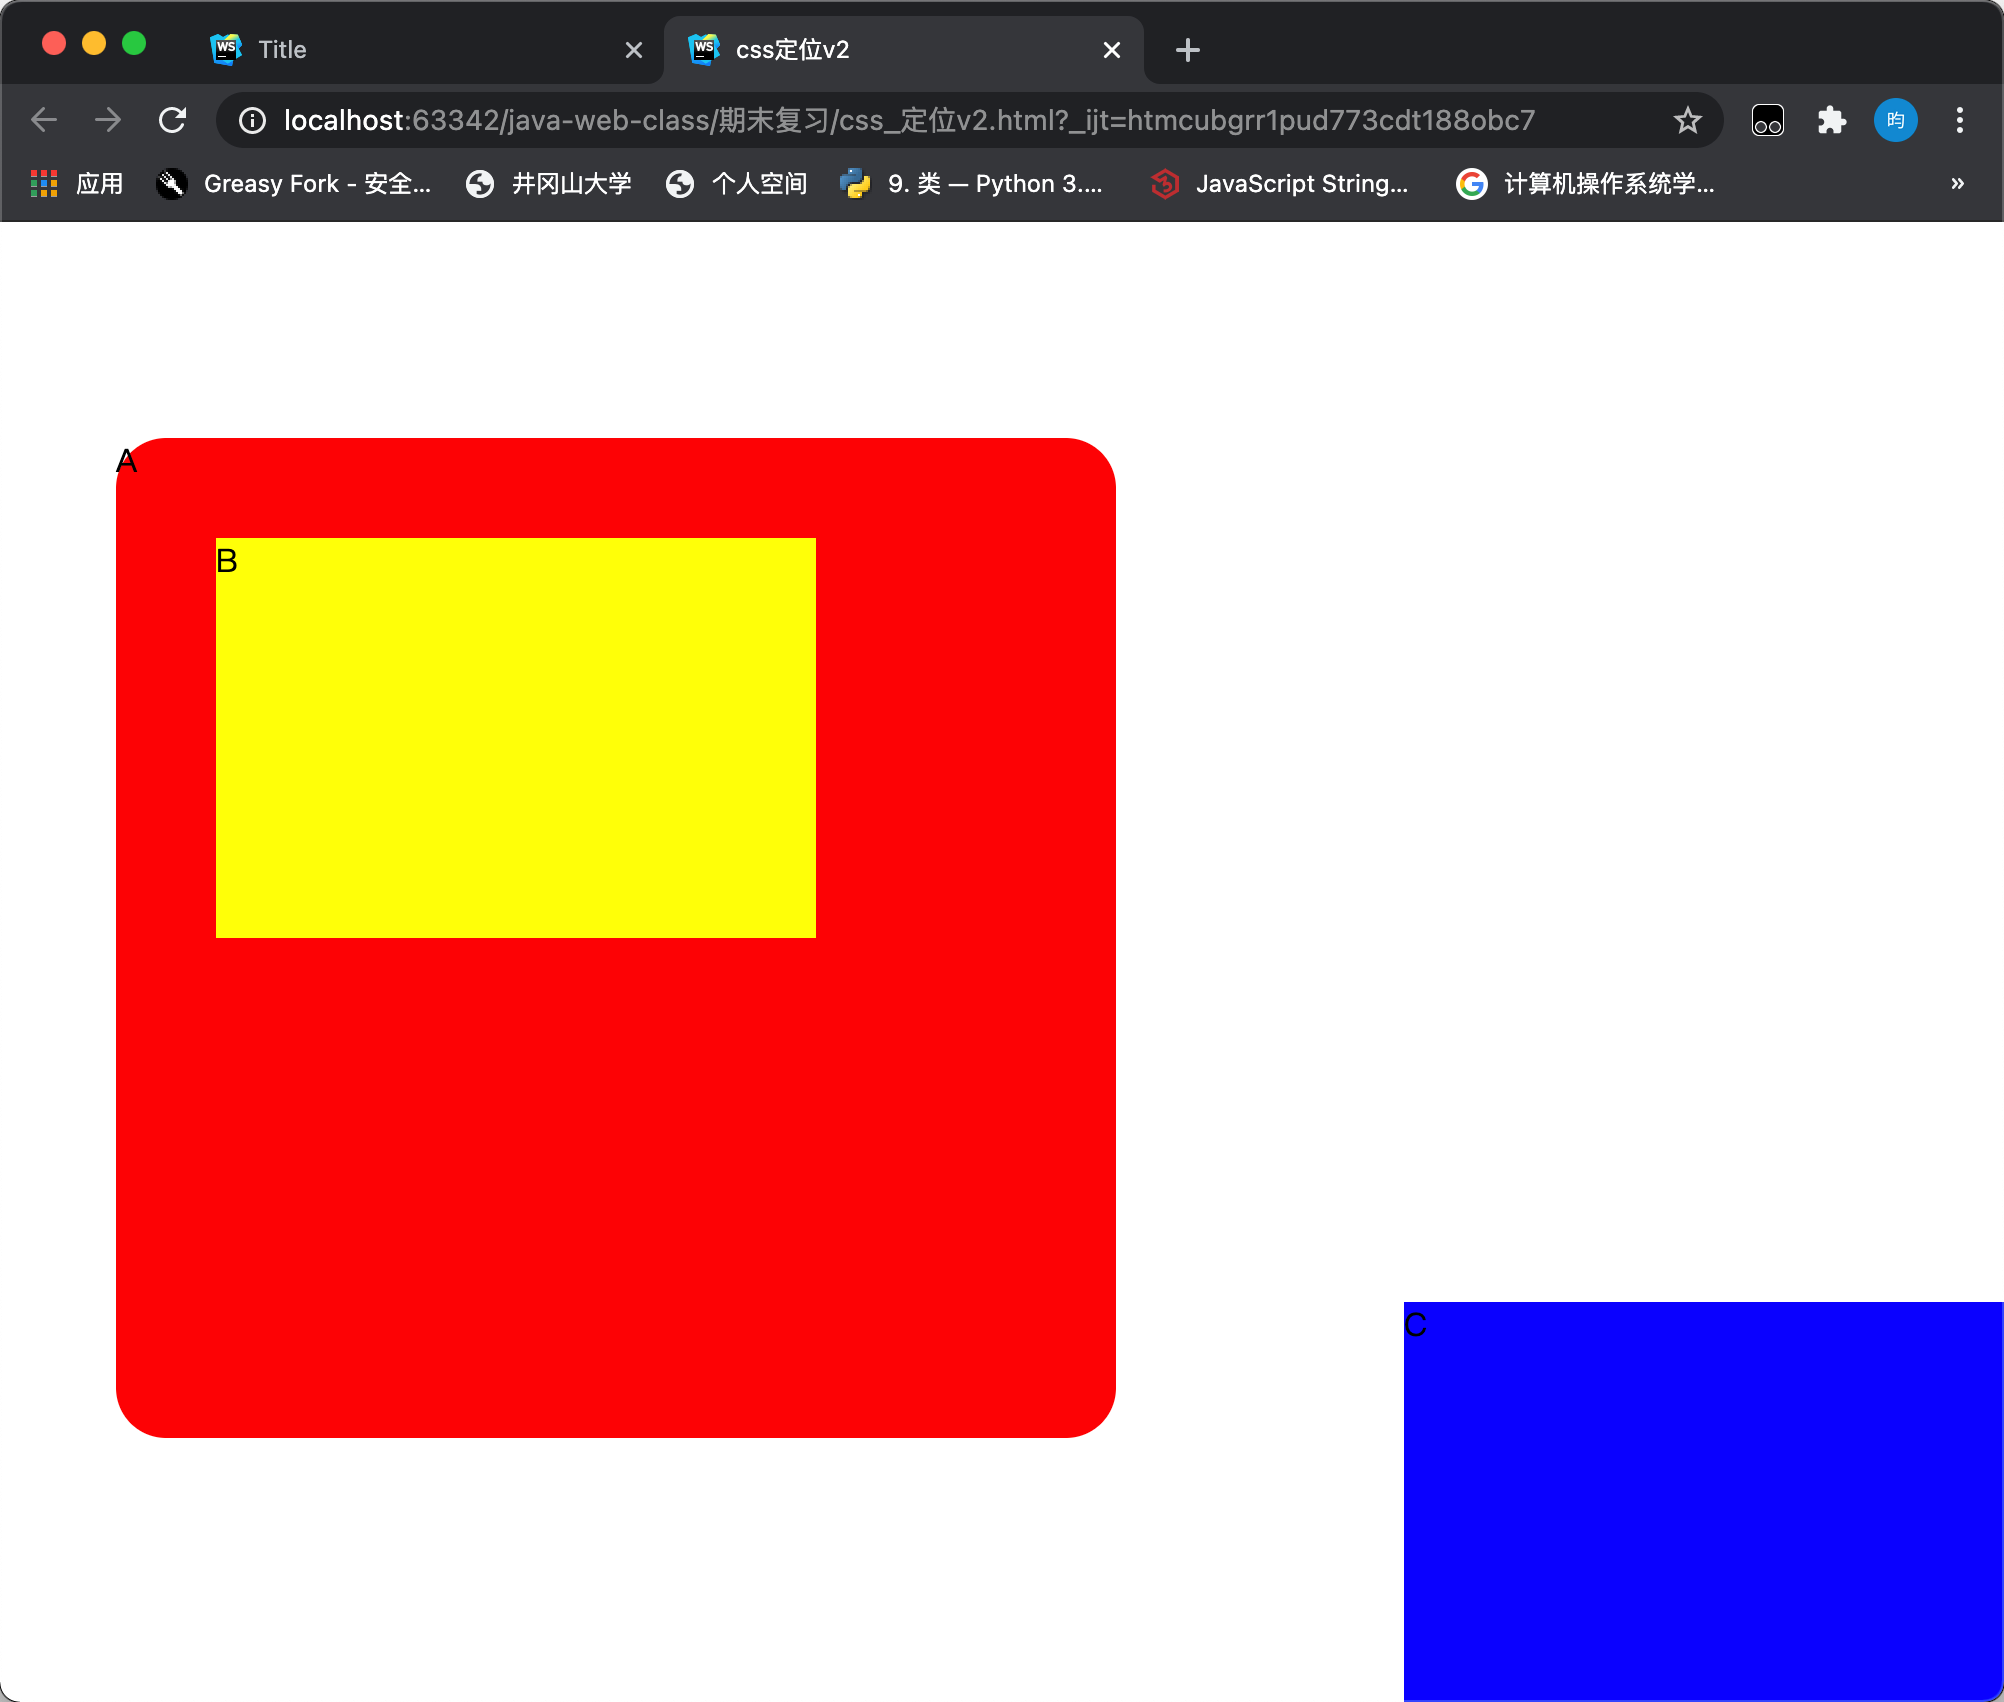 Title
css定位v2
localhost:63342/java-web-class/期末复习/css_定位v2.html?_ijt=htmcubgrr1pud773cdt188obc7
昀
应用 Greasy Fork - 安全... 井冈山大学 个人空间 9. 类 — Python 3.... JavaScript String... 计算机操作系统学... »
A
B
C